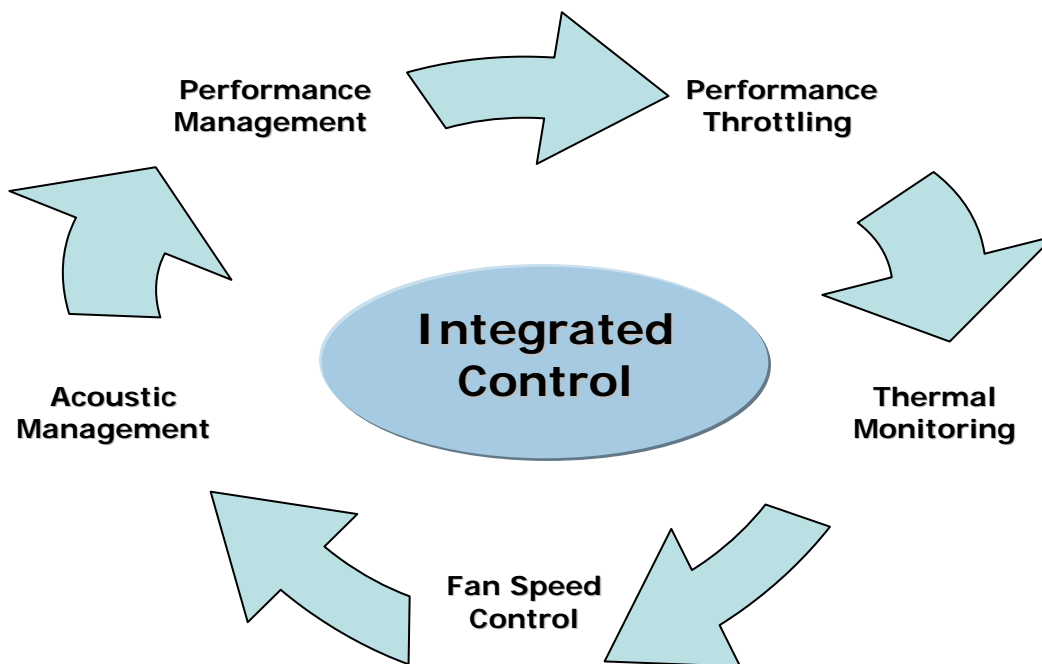 Performance
Management
Performance
Throttling
Integrated
Control
Acoustic
Management
Thermal
Monitoring
Fan Speed
Control